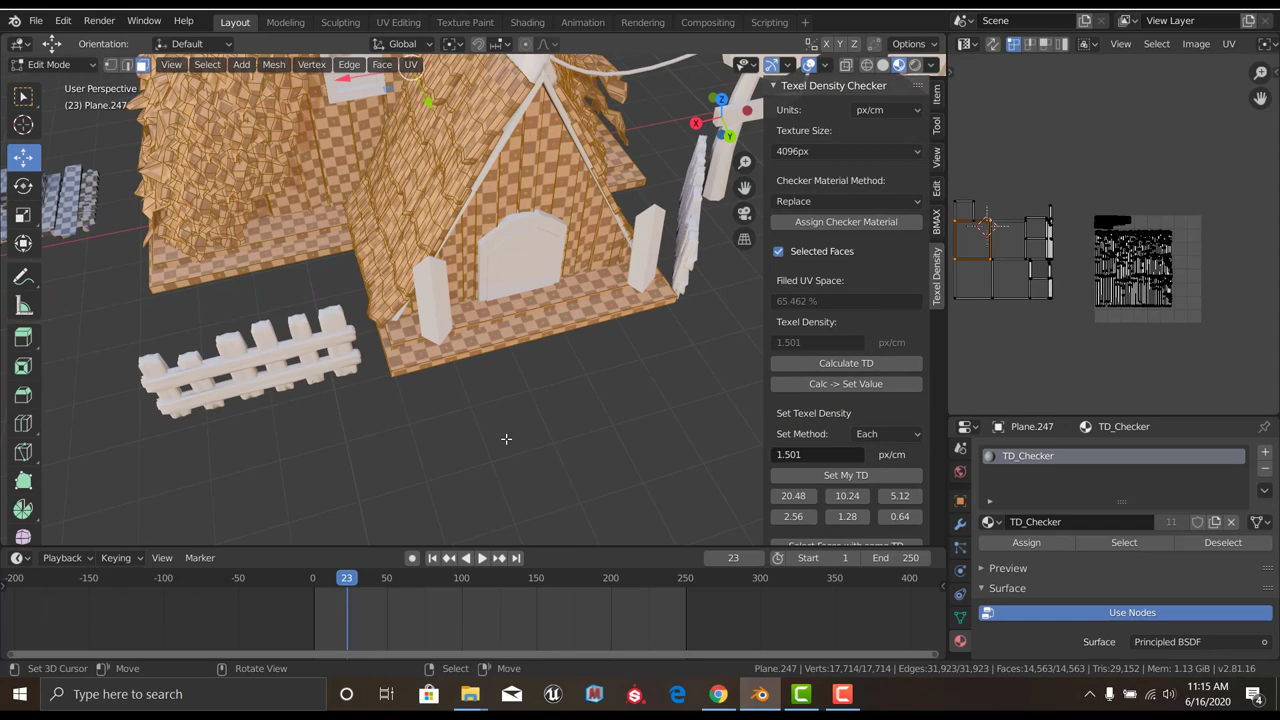 File Edit Render Window Help Layout Modeling Sculpting UV Editing Texture Paint Shading Animation Rendering Compositing Scripting + Scene View Layer
Orientation: Default Global X Y Z Options View Select Image UV
Edit Mode View Select Add Mesh Vertex Edge Face UV
User Perspective
(23) Plane.247
Z
X
Y
Texel Density Checker
Units: px/cm
Texture Size:
4096px
Checker Material Method:
Replace
Assign Checker Material
Selected Faces
Filled UV Space:
65.462 %
Texel Density:
1.501 px/cm
Calculate TD
Calc -> Set Value
Set Texel Density
Set Method: Each
1.501 px/cm
Set My TD
20.48 10.24 5.12
2.56 1.28 0.64
Select Faces with same TD
Item
Tool
View
Edit
BMAX
Texel Density
Plane.247 TD_Checker
TD_Checker
TD_Checker 11
Assign Select Deselect
Preview
Surface
Use Nodes
Surface Principled BSDF
Playback Keying View Marker 23 Start 1 End 250
-200 -150 -100 -50 0 23 50 100 150 200 250 300 350 400
Set 3D Cursor Move Rotate View Select Move Plane.247 | Verts:17,714/17,714 | Edges:31,923/31,923 | Faces:14,563/14,563 | Tris:29,152 | Mem: 1.13 GiB | v2.81.16
Type here to search
11:15 AM
6/16/2020
4